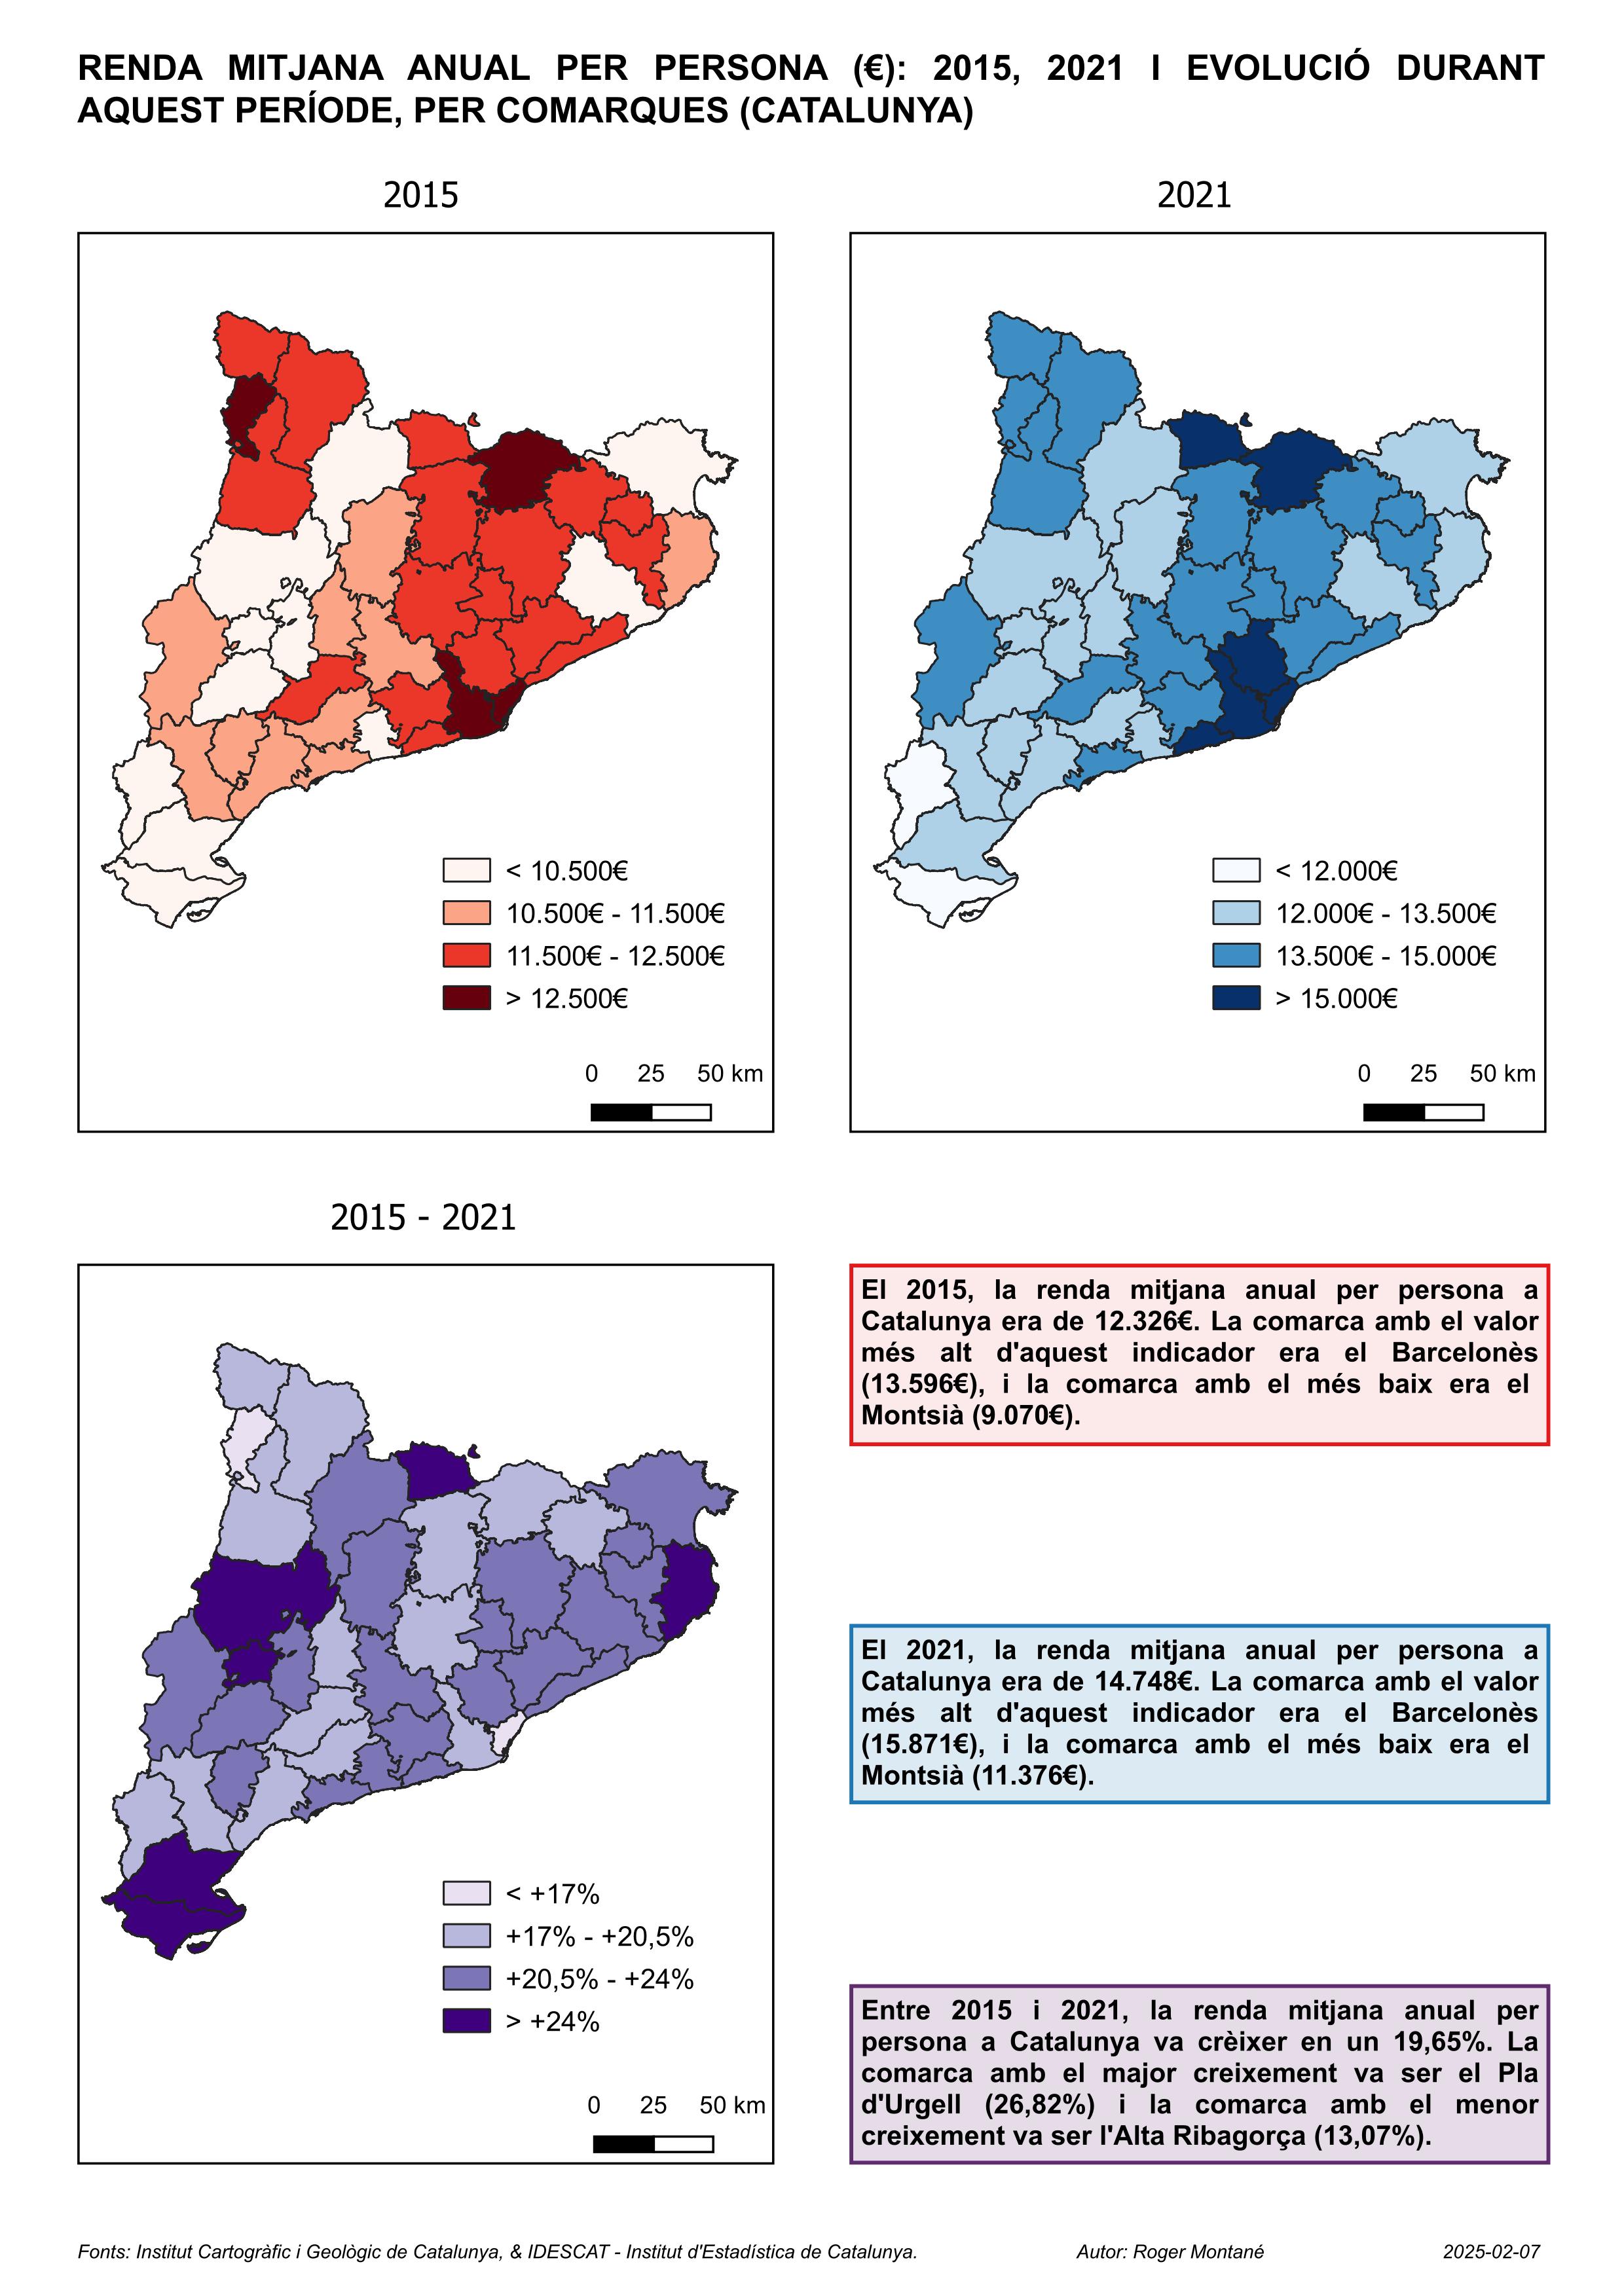 RENDA MITJANA ANUAL PER PERSONA (€): 2015, 2021 I EVOLUCIÓ DURANT
AQUEST PERÍODE, PER COMARQUES (CATALUNYA)
2015
< 10.500€
10.500€ - 11.500€
11.500€ - 12.500€
> 12.500€
0 25 50 km
2021
< 12.000€
12.000€ - 13.500€
13.500€ - 15.000€
> 15.000€
0 25 50 km
2015 - 2021
< +17%
+17% - +20,5%
+20,5% - +24%
> +24%
0 25 50 km
El 2015, la renda mitjana anual per persona a
Catalunya era de 12.326€. La comarca amb el valor
més alt d'aquest indicador era el Barcelonès
(13.596€), i la comarca amb el més baix era el
Montsià (9.070€).
El 2021, la renda mitjana anual per persona a
Catalunya era de 14.748€. La comarca amb el valor
més alt d'aquest indicador era el Barcelonès
(15.871€), i la comarca amb el més baix era el
Montsià (11.376€).
Entre 2015 i 2021, la renda mitjana anual per
persona a Catalunya va crèixer en un 19,65%. La
comarca amb el major creixement va ser el Pla
d'Urgell (26,82%) i la comarca amb el menor
creixement va ser l'Alta Ribagorça (13,07%).
Fonts: Institut Cartogràfic i Geològic de Catalunya, & IDESCAT - Institut d'Estadística de Catalunya.
Autor: Roger Montané
2025-02-07